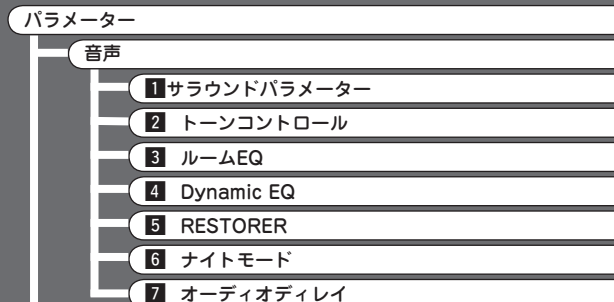 パラメーター
音声
1 サラウンドパラメーター
2 トーンコントロール
3 ルームEQ
4 Dynamic EQ
5 RESTORER
6 ナイトモード
7 オーディオディレイ